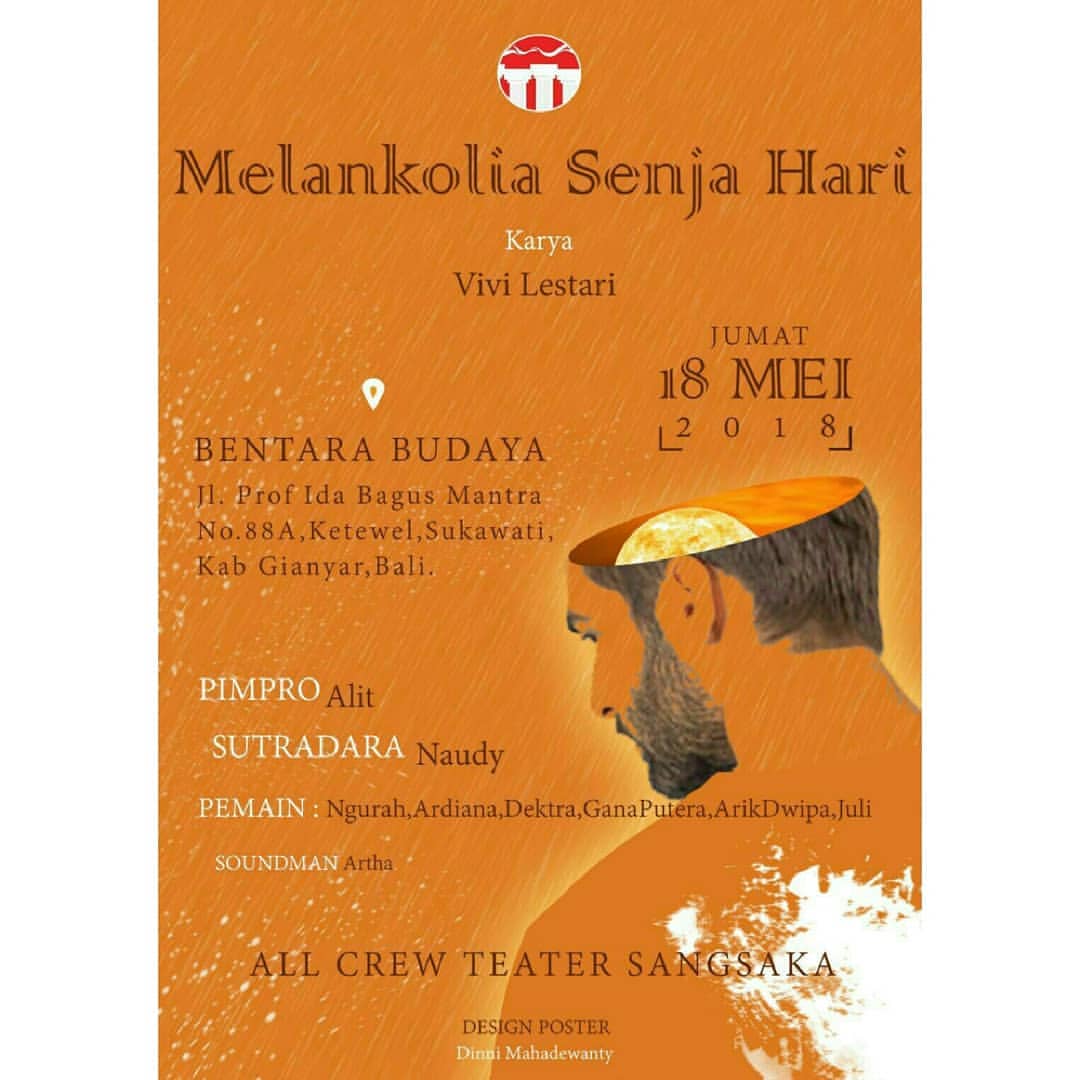 Melankolia Senja Hari
Karya
Vivi Lestari
JUMAT
18 MEI
2 0 1 8
BENTARA BUDAYA
Jl. Prof Ida Bagus Mantra
No.88A,Ketewel,Sukawati,
Kab Gianyar,Bali.
PIMPRO Alit
SUTRADARA Naudy
PEMAIN : Ngurah,Ardiana,Dektra,GanaPutera,ArikDwipa,Juli
SOUNDMAN Artha
ALL CREW TEATER SANGSAKA
DESIGN POSTER
Dinni Mahadewanty